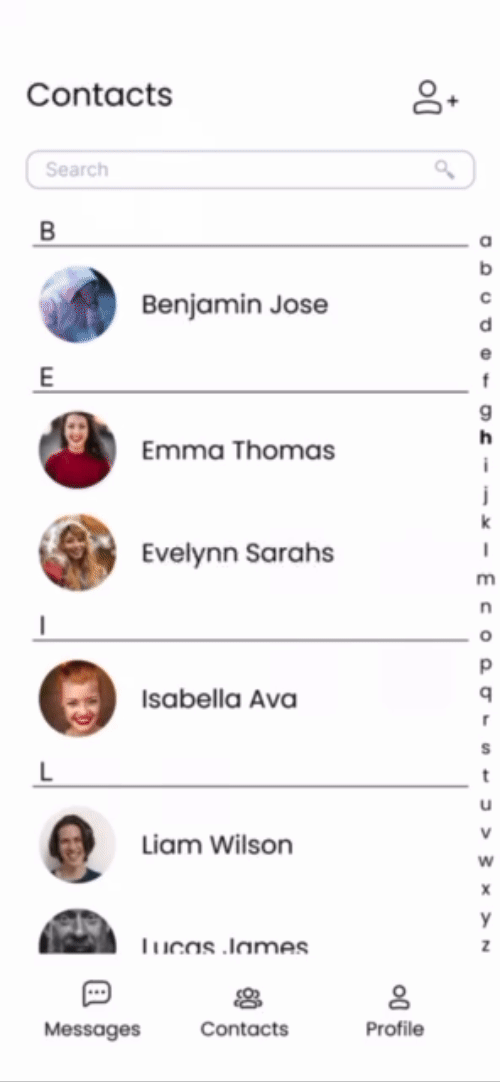 Contacts
Search
B
Benjamin Jose
E
Emma Thomas
Evelynn Sarahs
I
Isabella Ava
L
Liam Wilson
Lucas James
a
b
c
d
e
f
g
h
i
j
k
l
m
n
o
p
q
r
s
t
u
v
w
x
y
z
Messages
Contacts
Profile